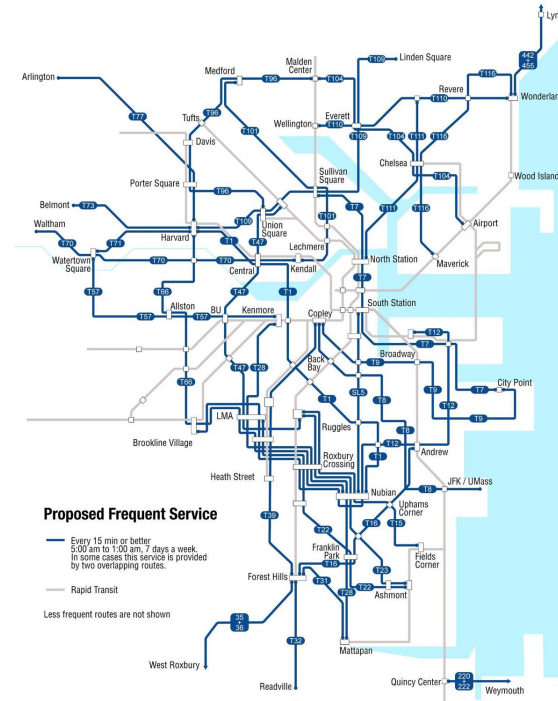 Lyn
442
+
455
T109
Linden Square
Malden
Center
Medford
T96
T104
Revere
T116
Arlington
T110
Wonderlan
T77
Tufts
T96
T101
Everett
Wellington
T110
T109
T104
T111
T116
Davis
Chelsea
Sullivan
Square
T104
Wood Island
Porter Square
T96
T7
T111
T116
Belmont
T73
T109
Union
Square
T101
Airport
Waltham
T70
T71
Harvard
T1
T47
Lechmere
North Station
Maverick
Watertown
Square
T70
T70
Central
Kendall
T7
T57
T66
T47
T1
South Station
Allston
T57
T57
BU
Kenmore
Copley
T12
T7
Broadway
T47
T28
Back
Bay
T9
T66
T1
SL5
T8
T9
T12
T7
City Point
T9
LMA
T8
Brookline Village
Ruggles
T12
T1
Andrew
Roxbury
Crossing
Heath Street
Nubian
T8
JFK / UMass
Uphams
Corner
Proposed Frequent Service
Every 15 min or better
5:00 am to 1:00 am, 7 days a week.
In some cases this service is provided
by two overlapping routes.
Rapid Transit
Less frequent routes are not shown
T39
T22
T16
T15
Franklin
Park
Fields
Corner
T16
T23
Forest Hills
T31
T28
T22
Ashmont
35
+
36
T32
Mattapan
West Roxbury
Readville
Quincy Center
220
+
222
Weymouth